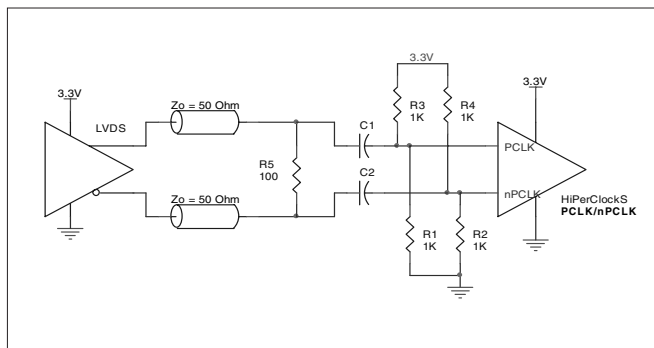 3.3V
3.3V
3.3V
Zo = 50 Ohm
LVDS
C1
R3
1K
R4
1K
PCLK
R5
100
C2
nPCLK
Zo = 50 Ohm
HiPerClockS
PCLK/nPCLK
R1
1K
R2
1K